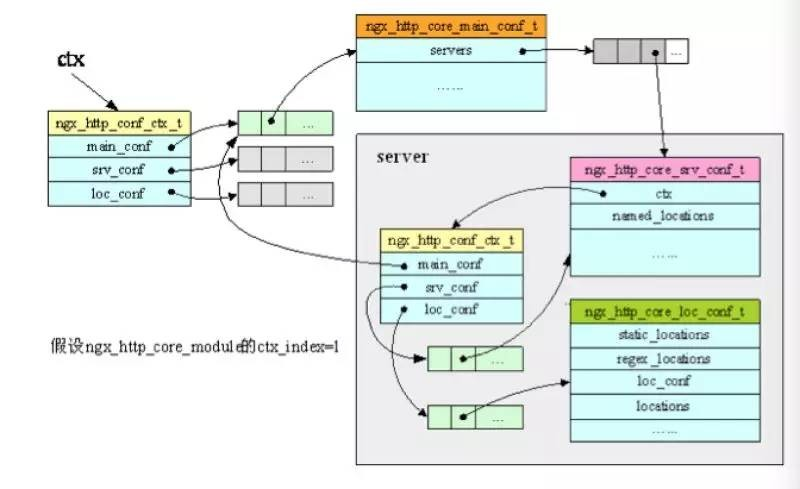 ngx_http_core_main_conf_t
servers
...
……
ctx
ngx_http_conf_ctx_t
main_conf
srv_conf
loc_conf
...
...
...
server
ngx_http_core_srv_conf_t
ctx
named_locations
……
ngx_http_conf_ctx_t
main_conf
srv_conf
loc_conf
ngx_http_core_loc_conf_t
static_locations
regex_locations
loc_conf
locations
……
...
...
假设ngx_http_core_module的ctx_index=1